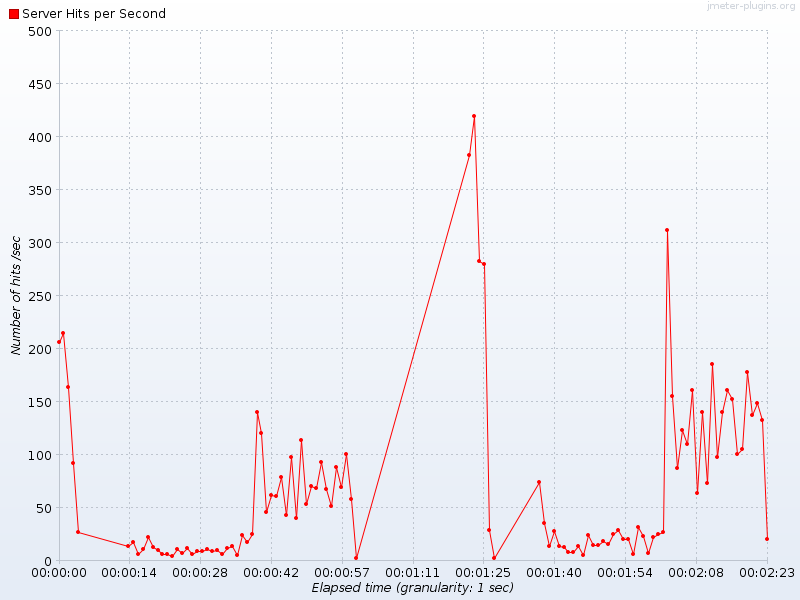 jmeter-plugins.org
Server Hits per Second
500
450
400
350
300
250
200
150
100
50
0
Number of hits /sec
00:00:00 00:00:14 00:00:28 00:00:42 00:00:57 00:01:11 00:01:25 00:01:40 00:01:54 00:02:08 00:02:23
Elapsed time (granularity: 1 sec)